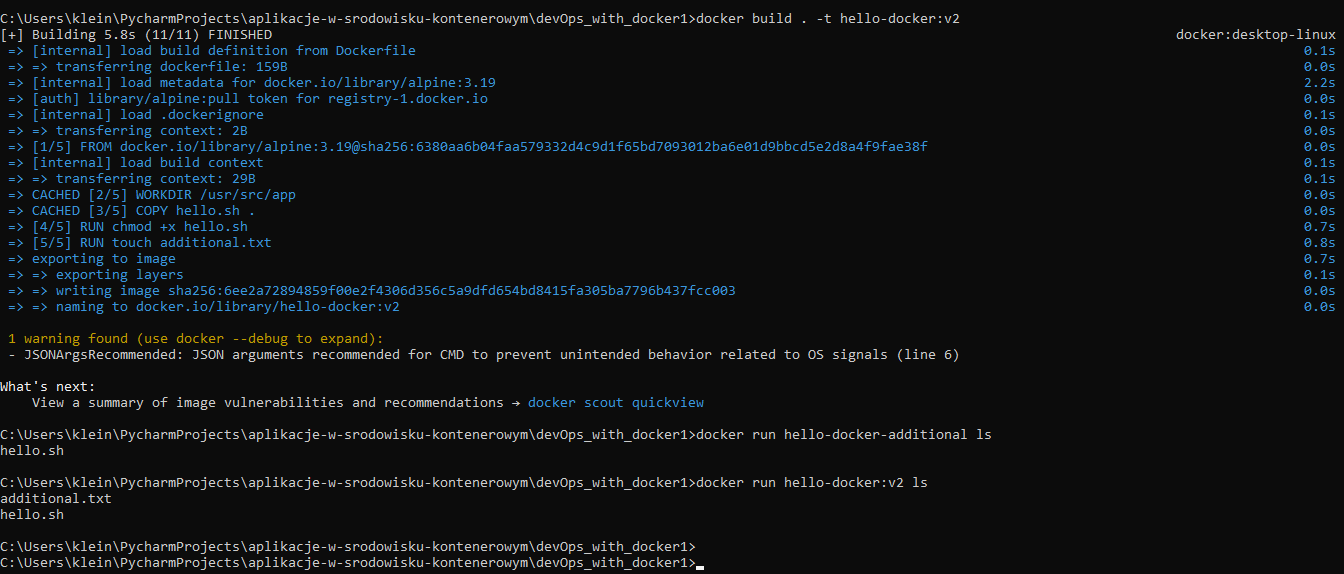 C:\Users\klein\PycharmProjects\aplikacje-w-srodowisku-kontenerowym\devOps_with_docker1>docker build . -t hello-docker:v2
[+] Building 5.8s (11/11) FINISHED docker:desktop-linux
=> [internal] load build definition from Dockerfile 0.1s
=> => transferring dockerfile: 159B 0.0s
=> [internal] load metadata for docker.io/library/alpine:3.19 2.2s
=> [auth] library/alpine:pull token for registry-1.docker.io 0.0s
=> [internal] load .dockerignore 0.1s
=> => transferring context: 2B 0.0s
=> [1/5] FROM docker.io/library/alpine:3.19@sha256:6380aa6b04faa579332d4c9d1f65bd7093012ba6e01d9bbcd5e2d8a4f9fae38f 0.0s
=> [internal] load build context 0.1s
=> => transferring context: 29B 0.1s
=> CACHED [2/5] WORKDIR /usr/src/app 0.0s
=> CACHED [3/5] COPY hello.sh . 0.0s
=> [4/5] RUN chmod +x hello.sh 0.7s
=> [5/5] RUN touch additional.txt 0.8s
=> exporting to image 0.7s
=> => exporting layers 0.1s
=> => writing image sha256:6ee2a72894859f00e2f4306d356c5a9dfd654bd8415fa305ba7796b437fcc003 0.0s
=> => naming to docker.io/library/hello-docker:v2 0.0s
1 warning found (use docker --debug to expand):
- JSONArgsRecommended: JSON arguments recommended for CMD to prevent unintended behavior related to OS signals (line 6)
What's next:
View a summary of image vulnerabilities and recommendations → docker scout quickview
C:\Users\klein\PycharmProjects\aplikacje-w-srodowisku-kontenerowym\devOps_with_docker1>docker run hello-docker-additional ls
hello.sh
C:\Users\klein\PycharmProjects\aplikacje-w-srodowisku-kontenerowym\devOps_with_docker1>docker run hello-docker:v2 ls
additional.txt
hello.sh
C:\Users\klein\PycharmProjects\aplikacje-w-srodowisku-kontenerowym\devOps_with_docker1>
C:\Users\klein\PycharmProjects\aplikacje-w-srodowisku-kontenerowym\devOps_with_docker1>